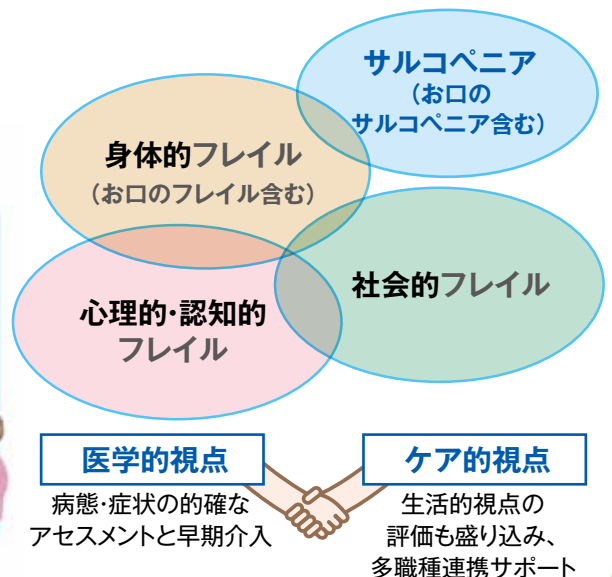 サルコペニア
(お口の
サルコペニア含む)
身体的フレイル
(お口のフレイル含む)
社会的フレイル
心理的・認知的
フレイル
医学的視点
病態・症状の的確な
アセスメントと早期介入
ケア的視点
生活的視点の
評価も盛り込み、
多職種連携サポート